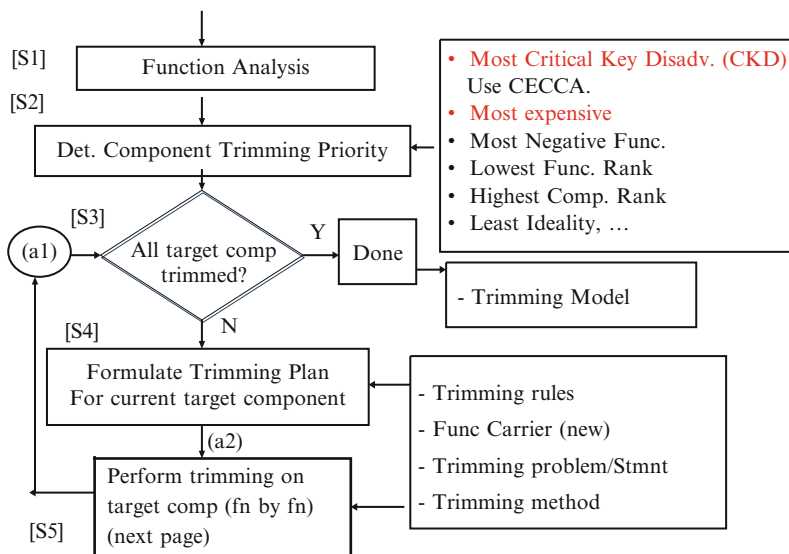 [S1]
Function Analysis
[S2]
Det. Component Trimming Priority
• Most Critical Key Disadv. (CKD)
Use CECCA.
• Most expensive
• Most Negative Func.
• Lowest Func. Rank
• Highest Comp. Rank
• Least Ideality, …
[S3]
(a1)
All target comp
trimmed?
Y
Done
- Trimming Model
N
[S4]
Formulate Trimming Plan
For current target component
- Trimming rules
- Func Carrier (new)
- Trimming problem/Stmnt
- Trimming method
(a2)
Perform trimming on
target comp (fn by fn)
(next page)
[S5]